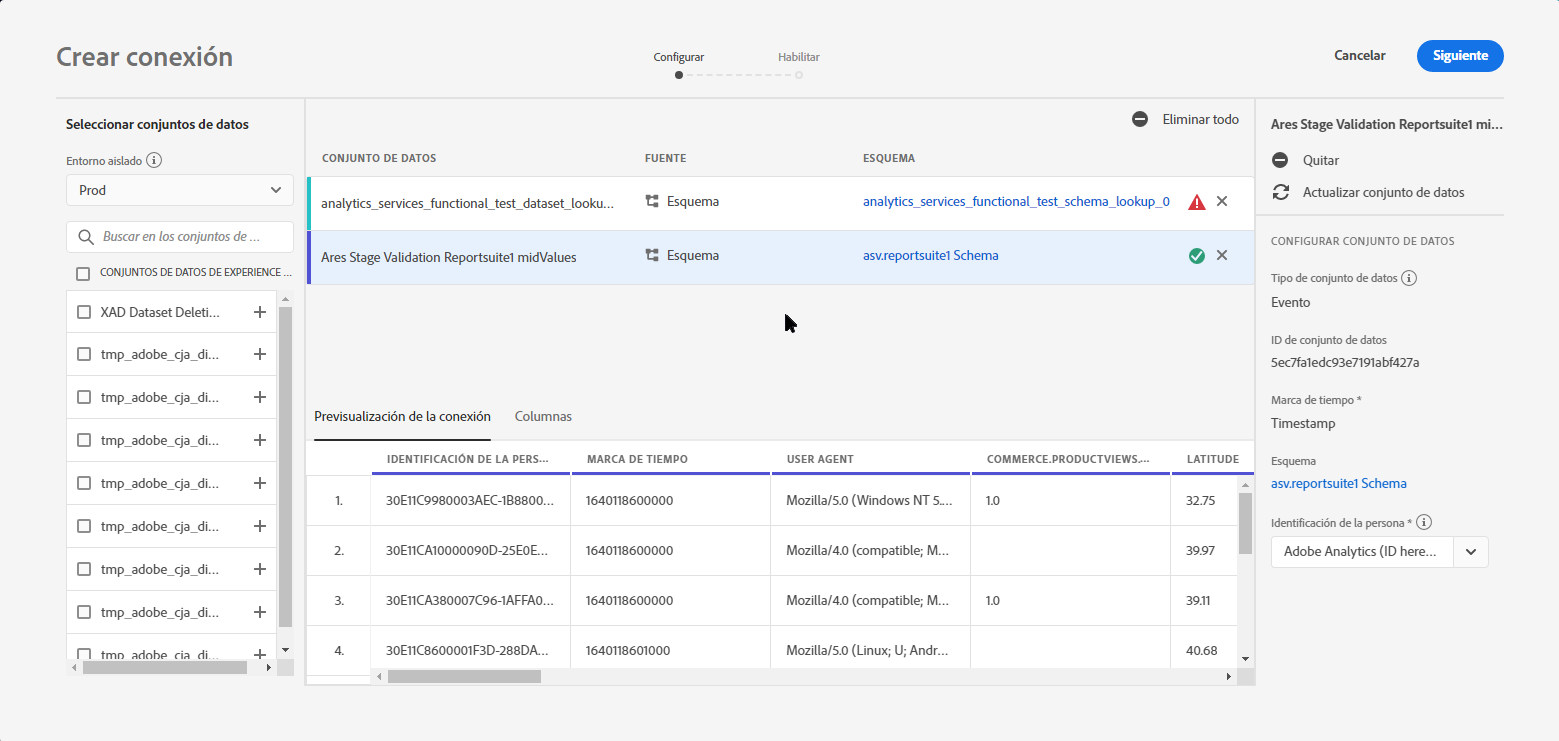 Crear conexión
Configurar
Habilitar
Cancelar
Siguiente
Seleccionar conjuntos de datos
Entorno aislado
Prod
Buscar en los conjuntos de ...
CONJUNTOS DE DATOS DE EXPERIENCE ...
XAD Dataset Deleti...
tmp_adobe_cja_di...
tmp_adobe_cja_di...
tmp_adobe_cja_di...
tmp_adobe_cja_di...
tmp_adobe_cja_di...
tmp_adobe_cja_di...
tmp_adobe_cja_di...
tmp_adobe_cja_di...
Eliminar todo
CONJUNTO DE DATOS FUENTE ESQUEMA
analytics_services_functional_test_dataset_looku... Esquema analytics_services_functional_test_schema_lookup_0
Ares Stage Validation Reportsuite1 midValues Esquema asv.reportsuite1 Schema
Previsualización de la conexión Columnas
IDENTIFICACIÓN DE LA PERS... MARCA DE TIEMPO USER AGENT COMMERCE.PRODUCTVIEWS.... LATITUDE
1. 30E11C9980003AEC-1B8800... 1640118600000 Mozilla/5.0 (Windows NT 5.... 1.0 32.75
2. 30E11CA10000090D-25E0E... 1640118600000 Mozilla/4.0 (compatible; M... 39.97
3. 30E11CA380007C96-1AFFA0... 1640118600000 Mozilla/4.0 (compatible; M... 1.0 39.11
4. 30E11C8600001F3D-288DA... 1640118601000 Mozilla/5.0 (Linux; U; Andr... 40.68
Ares Stage Validation Reportsuite1 mi...
Quitar
Actualizar conjunto de datos
CONFIGURAR CONJUNTO DE DATOS
Tipo de conjunto de datos
Evento
ID de conjunto de datos
5ec7fa1edc93e7191abf427a
Marca de tiempo *
Timestamp
Esquema
asv.reportsuite1 Schema
Identificación de la persona *
Adobe Analytics (ID here...